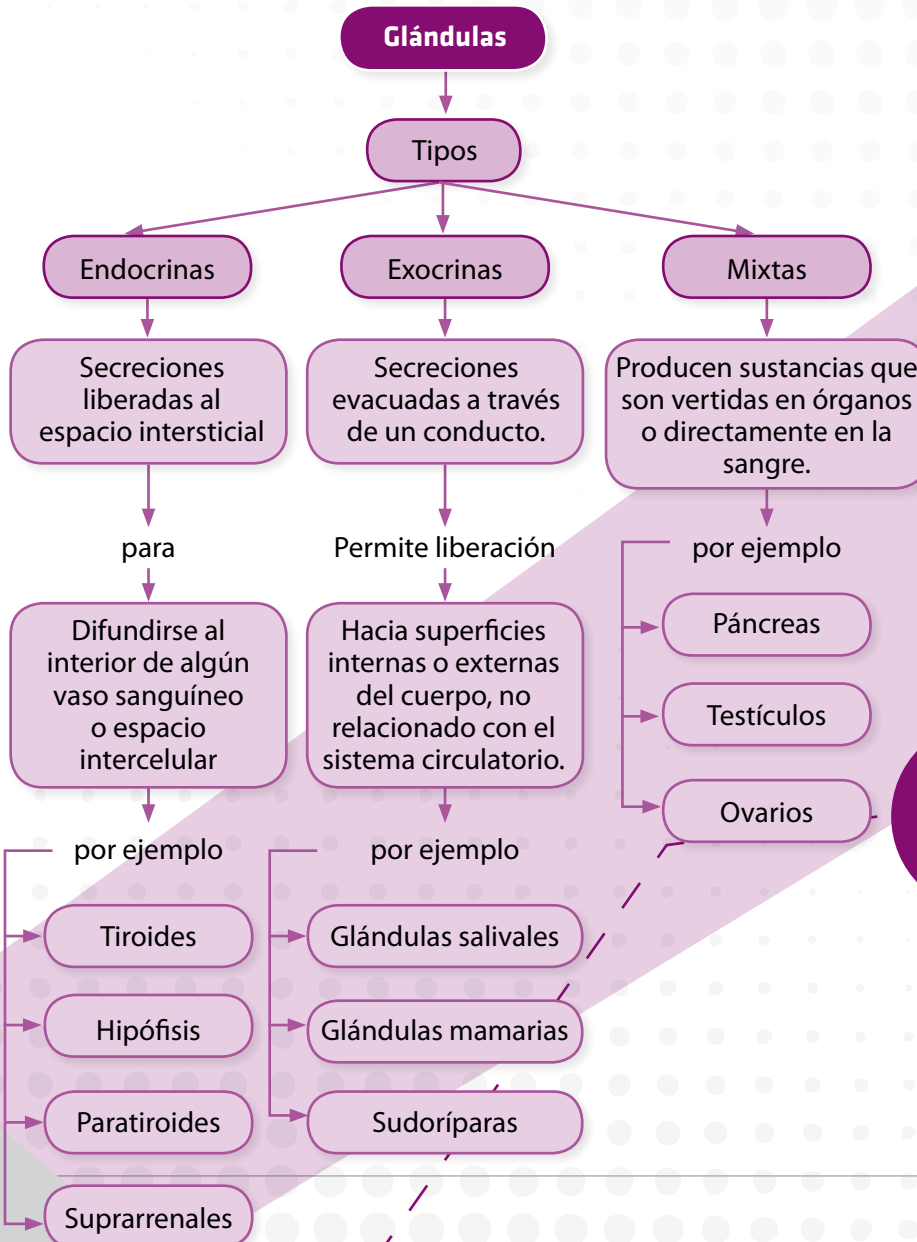 Glándulas
Tipos
Endocrinas
Secreciones
liberadas al
espacio intersticial
para
Difundirse al
interior de algún
vaso sanguíneo
o espacio
intercelular
por ejemplo
Tiroides
Hipófisis
Paratiroides
Suprarrenales
Exocrinas
Secreciones
evacuadas a través
de un conducto.
Permite liberación
Hacia superficies
internas o externas
del cuerpo, no
relacionado con el
sistema circulatorio.
por ejemplo
Glándulas salivales
Glándulas mamarias
Sudoríparas
Mixtas
Producen sustancias que
son vertidas en órganos
o directamente en la
sangre.
por ejemplo
Páncreas
Testículos
Ovarios